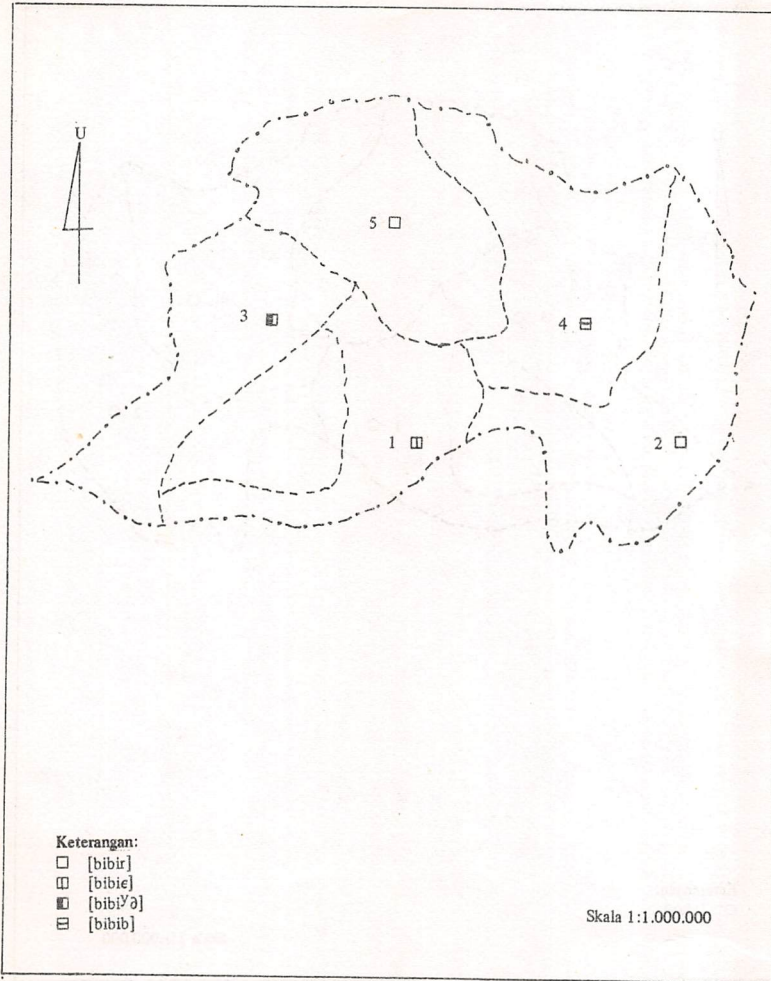 U
5
3
4
1
2
Keterangan:
[bibir]
[bibiɛ]
[bibiʸə]
[bibib]
Skala 1:1.000.000